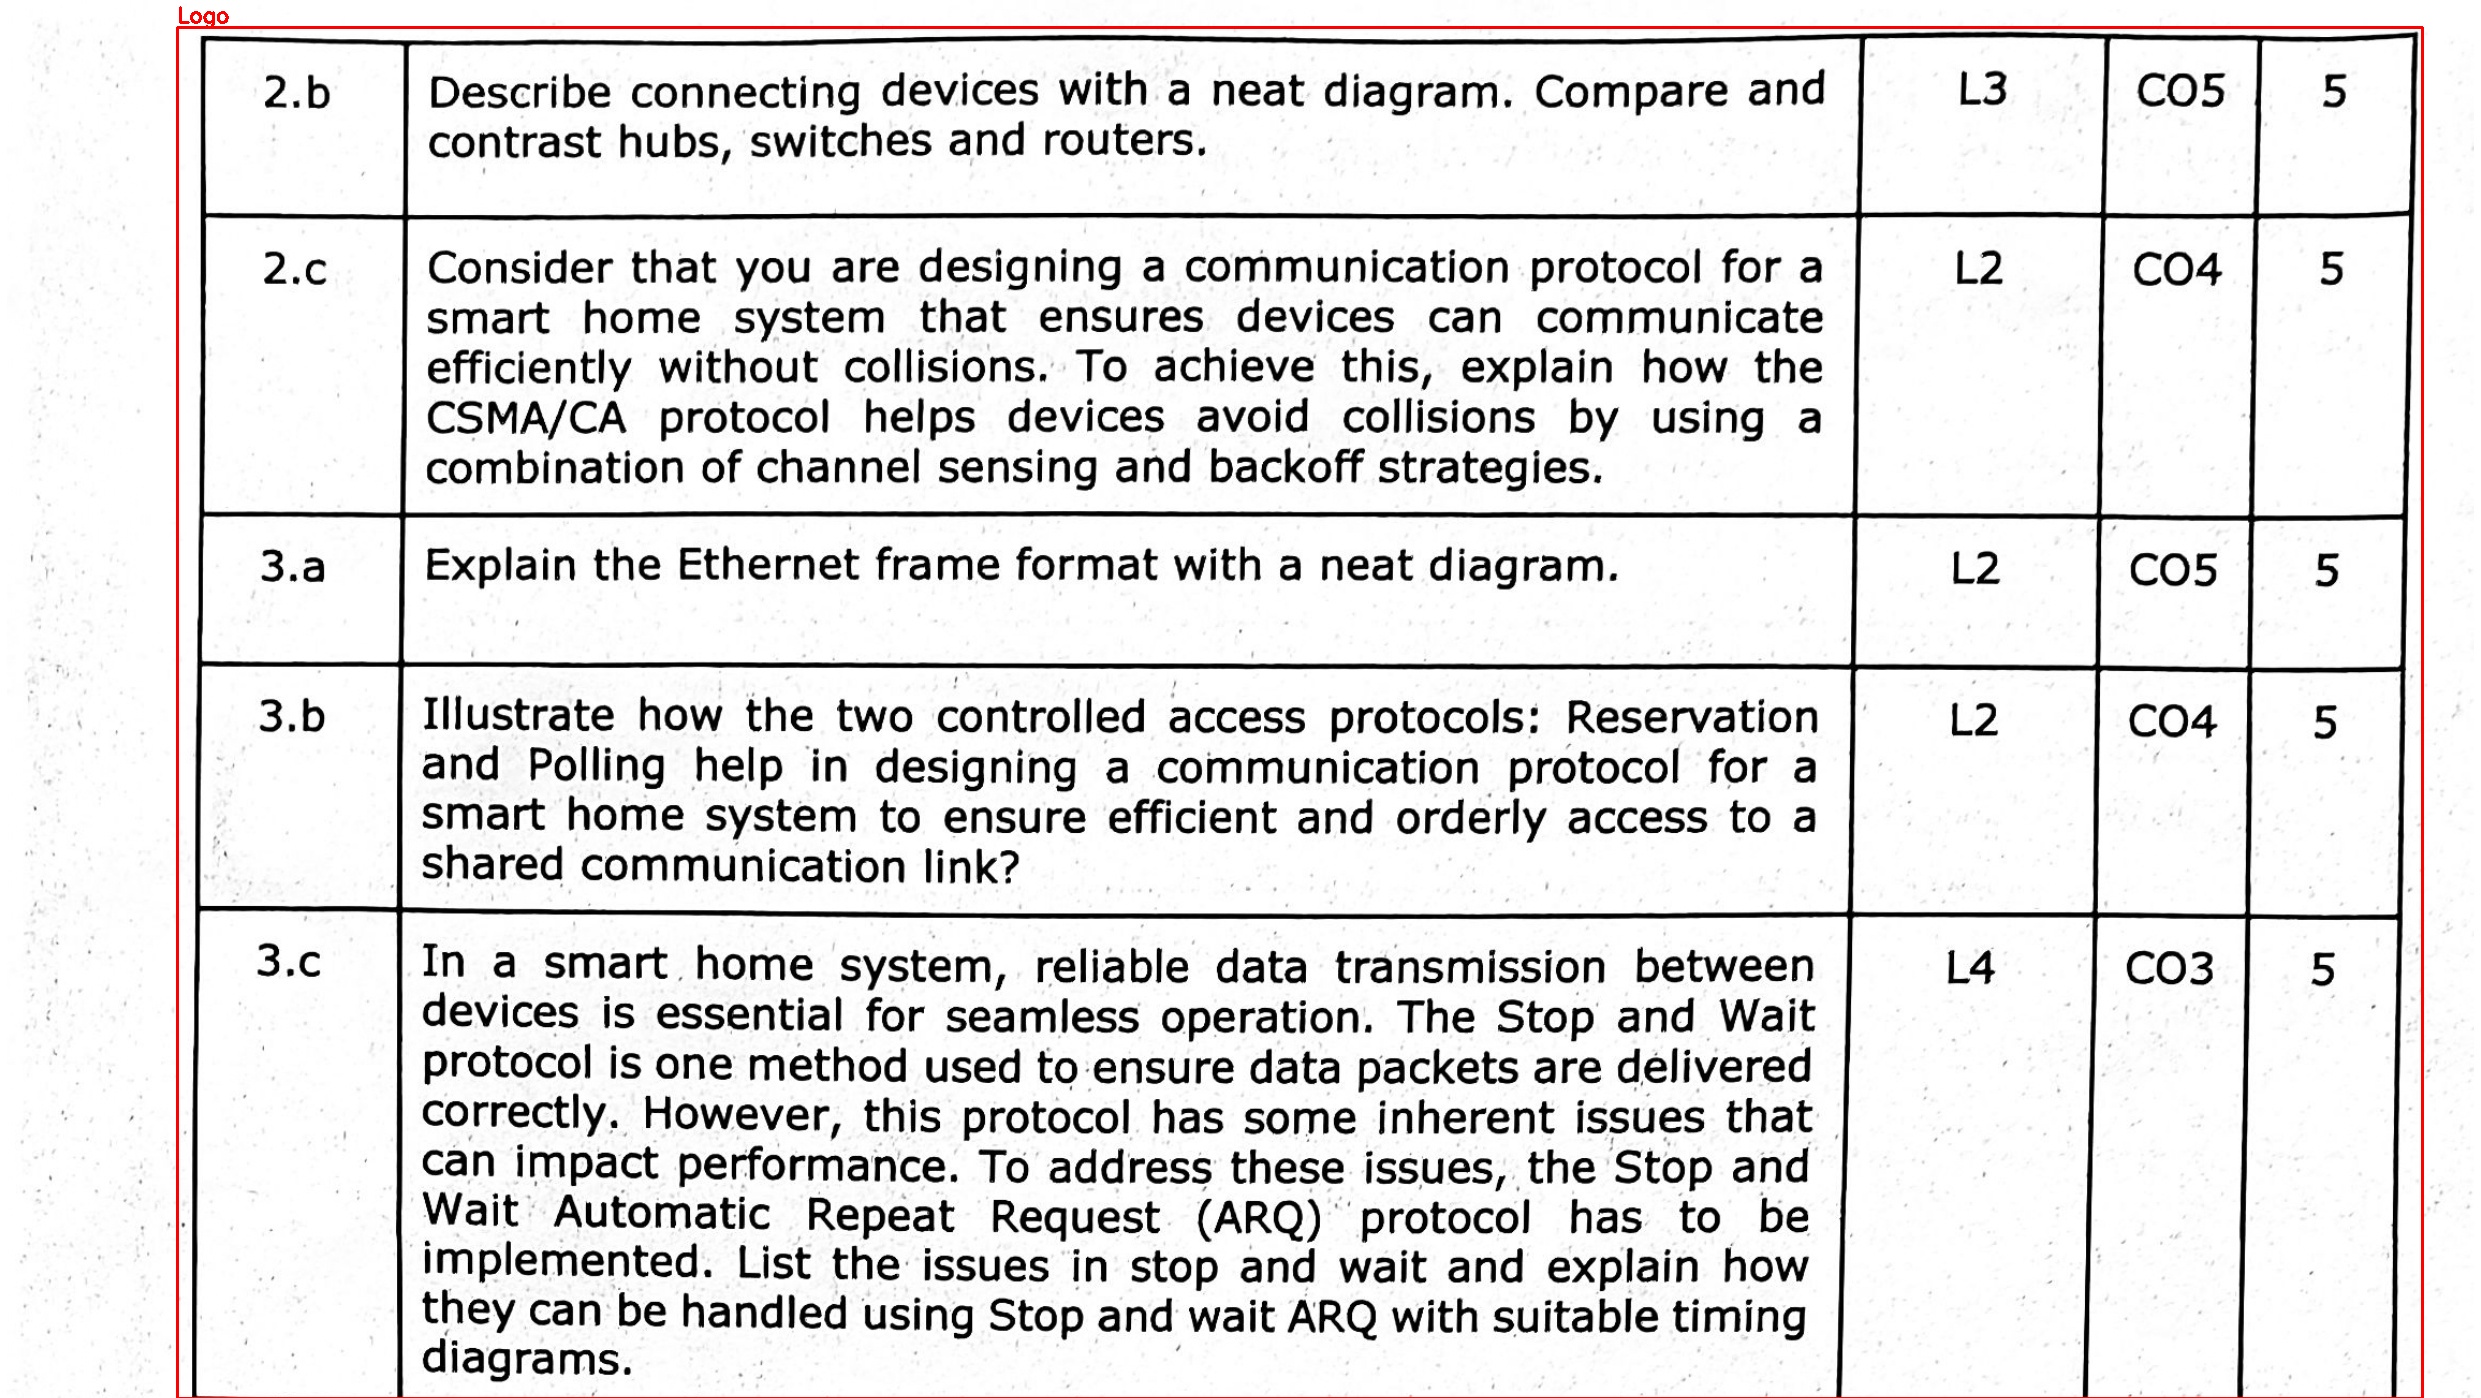 Logo
2.b Describe connecting devices with a neat diagram. Compare and L3 CO5 5
contrast hubs, switches and routers.
2.c Consider that you are designing a communication protocol for a L2 CO4 5
smart home system that ensures devices can communicate
efficiently without collisions. To achieve this, explain how the
CSMA/CA protocol helps devices avoid collisions by using a
combination of channel sensing and backoff strategies.
3.a Explain the Ethernet frame format with a neat diagram. L2 CO5 5
3.b Illustrate how the two controlled access protocols: Reservation L2 CO4 5
and Polling help in designing a communication protocol for a
smart home system to ensure efficient and orderly access to a
shared communication link?
3.c In a smart home system, reliable data transmission between L4 CO3 5
devices is essential for seamless operation. The Stop and Wait
protocol is one method used to ensure data packets are delivered
correctly. However, this protocol has some inherent issues that
can impact performance. To address these issues, the Stop and
Wait Automatic Repeat Request (ARQ) protocol has to be
implemented. List the issues in stop and wait and explain how
they can be handled using Stop and wait ARQ with suitable timing
diagrams.